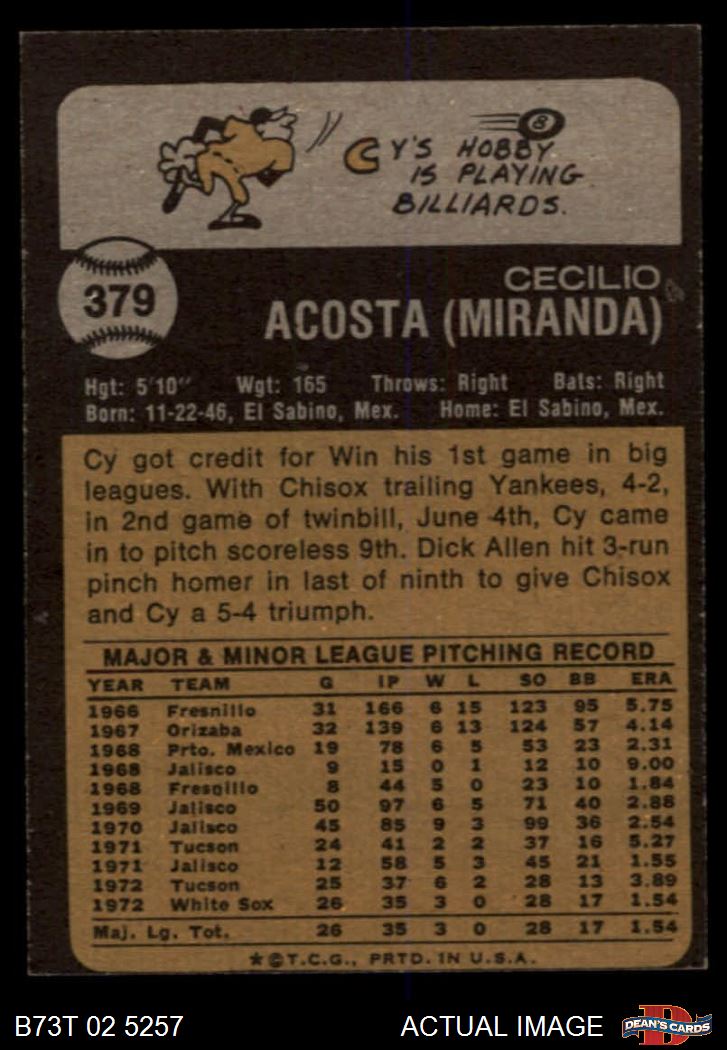 8
CY'S HOBBY
IS PLAYING
BILLIARDS.
379
CECILIO
ACOSTA (MIRANDA)
Hgt: 5'10" Wgt: 165 Throws: Right Bats: Right
Born: 11-22-46, El Sabino, Mex. Home: El Sabino, Mex.
Cy got credit for Win his 1st game in big
leagues. With Chisox trailing Yankees, 4-2,
in 2nd game of twinbill, June 4th, Cy came
in to pitch scoreless 9th. Dick Allen hit 3-run
pinch homer in last of ninth to give Chisox
and Cy a 5-4 triumph.
MAJOR & MINOR LEAGUE PITCHING RECORD
YEAR TEAM G IP W L SO BB ERA
1966 Fresnillo 31 166 6 15 123 95 5.75
1967 Orizaba 32 139 6 13 124 57 4.14
1968 Prto. Mexico 19 78 6 5 53 23 2.31
1968 Jalisco 9 15 0 1 12 10 9.00
1968 Fresnillo 8 44 5 0 23 10 1.84
1969 Jalisco 50 97 6 5 71 40 2.88
1970 Jalisco 45 85 9 3 99 36 2.54
1971 Tucson 24 41 2 2 37 16 5.27
1971 Jalisco 12 58 5 3 45 21 1.55
1972 Tucson 25 37 6 2 28 13 3.89
1972 White Sox 26 35 3 0 28 17 1.54
Maj. Lg. Tot. 26 35 3 0 28 17 1.54
★©T.C.G., PRTD. IN U.S.A.
B73T 02 5257 ACTUAL IMAGE D DEAN'S CARDS